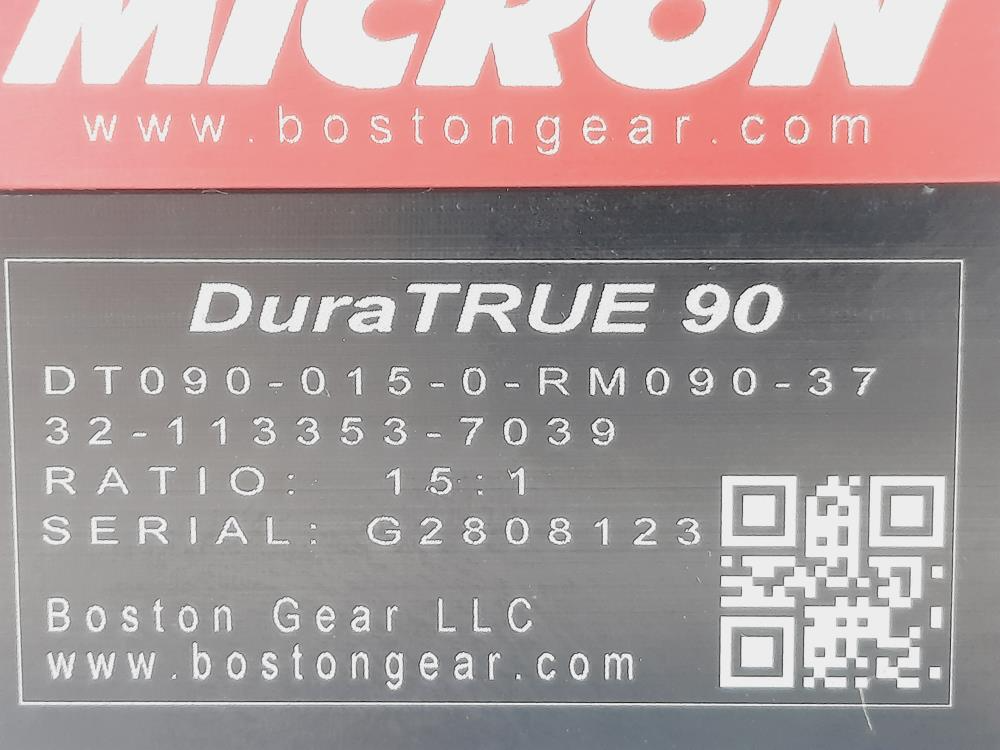 MICRON
www.bostongear.com
DuraTRUE 90
DT090-015-0-RM090-37
32-113353-7039
RATIO: 15:1
SERIAL: G2808123
Boston Gear LLC
www.bostongear.com